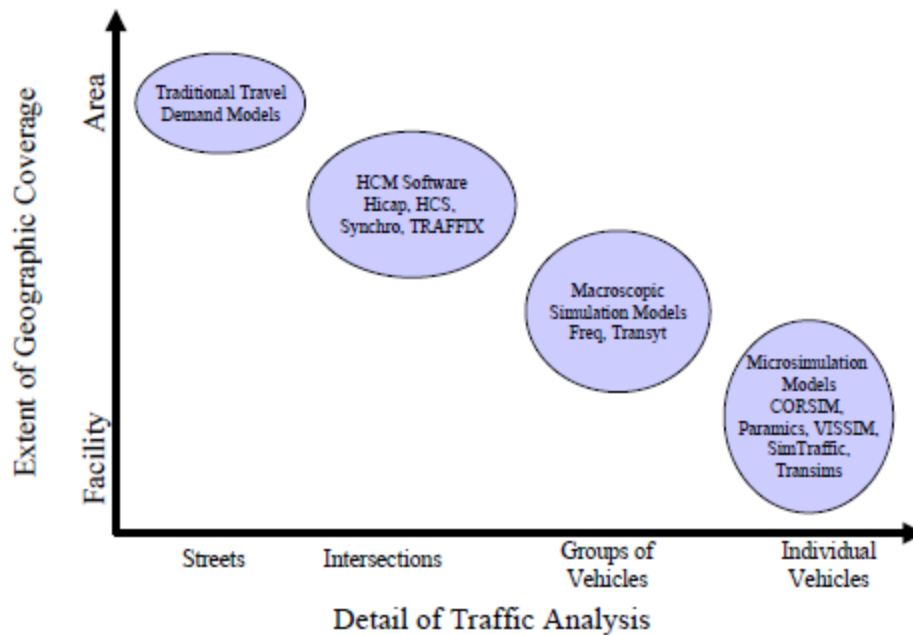 Extent of Geographic Coverage
Area
Facility
Traditional Travel
Demand Models
HCM Software
Hicap, HCS,
Synchro, TRAFFIX
Macroscopic
Simulation Models
Freq, Transyt
Microsimulation
Models
CORSIM,
Paramics, VISSIM,
SimTraffic,
Transims
Streets
Intersections
Groups of
Vehicles
Individual
Vehicles
Detail of Traffic Analysis